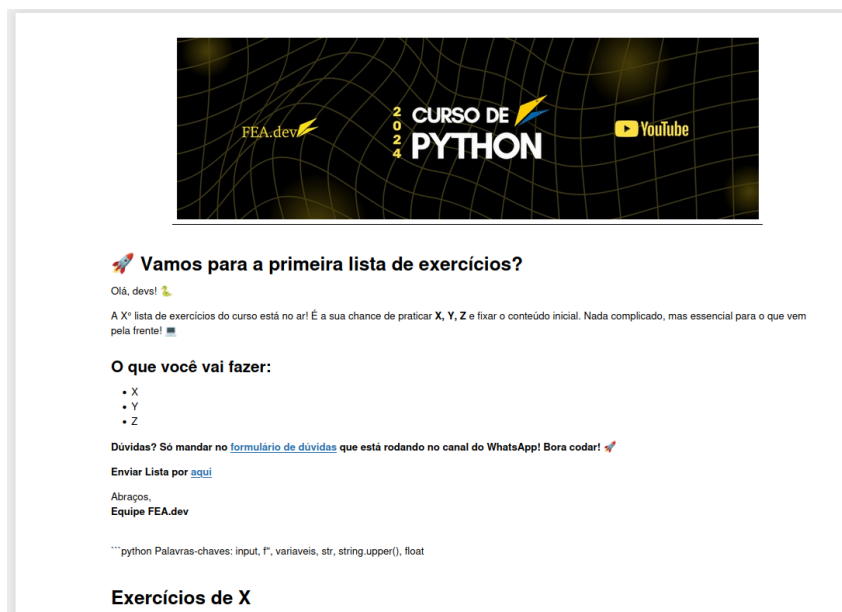 FEA.dev
2024
CURSO DE
PYTHON
YouTube
🚀 Vamos para a primeira lista de exercícios?
Olá, devs! 🐍
A X° lista de exercícios do curso está no ar! É a sua chance de praticar X, Y, Z e fixar o conteúdo inicial. Nada complicado, mas essencial para o que vem
pela frente! 💻
O que você vai fazer:
• X
• Y
• Z
Dúvidas? Só mandar no formulário de dúvidas que está rodando no canal do WhatsApp! Bora codar! 🚀
Enviar Lista por aqui
Abraços,
Equipe FEA.dev
```python Palavras-chaves: input, f", variaveis, str, string.upper(), float
Exercícios de X